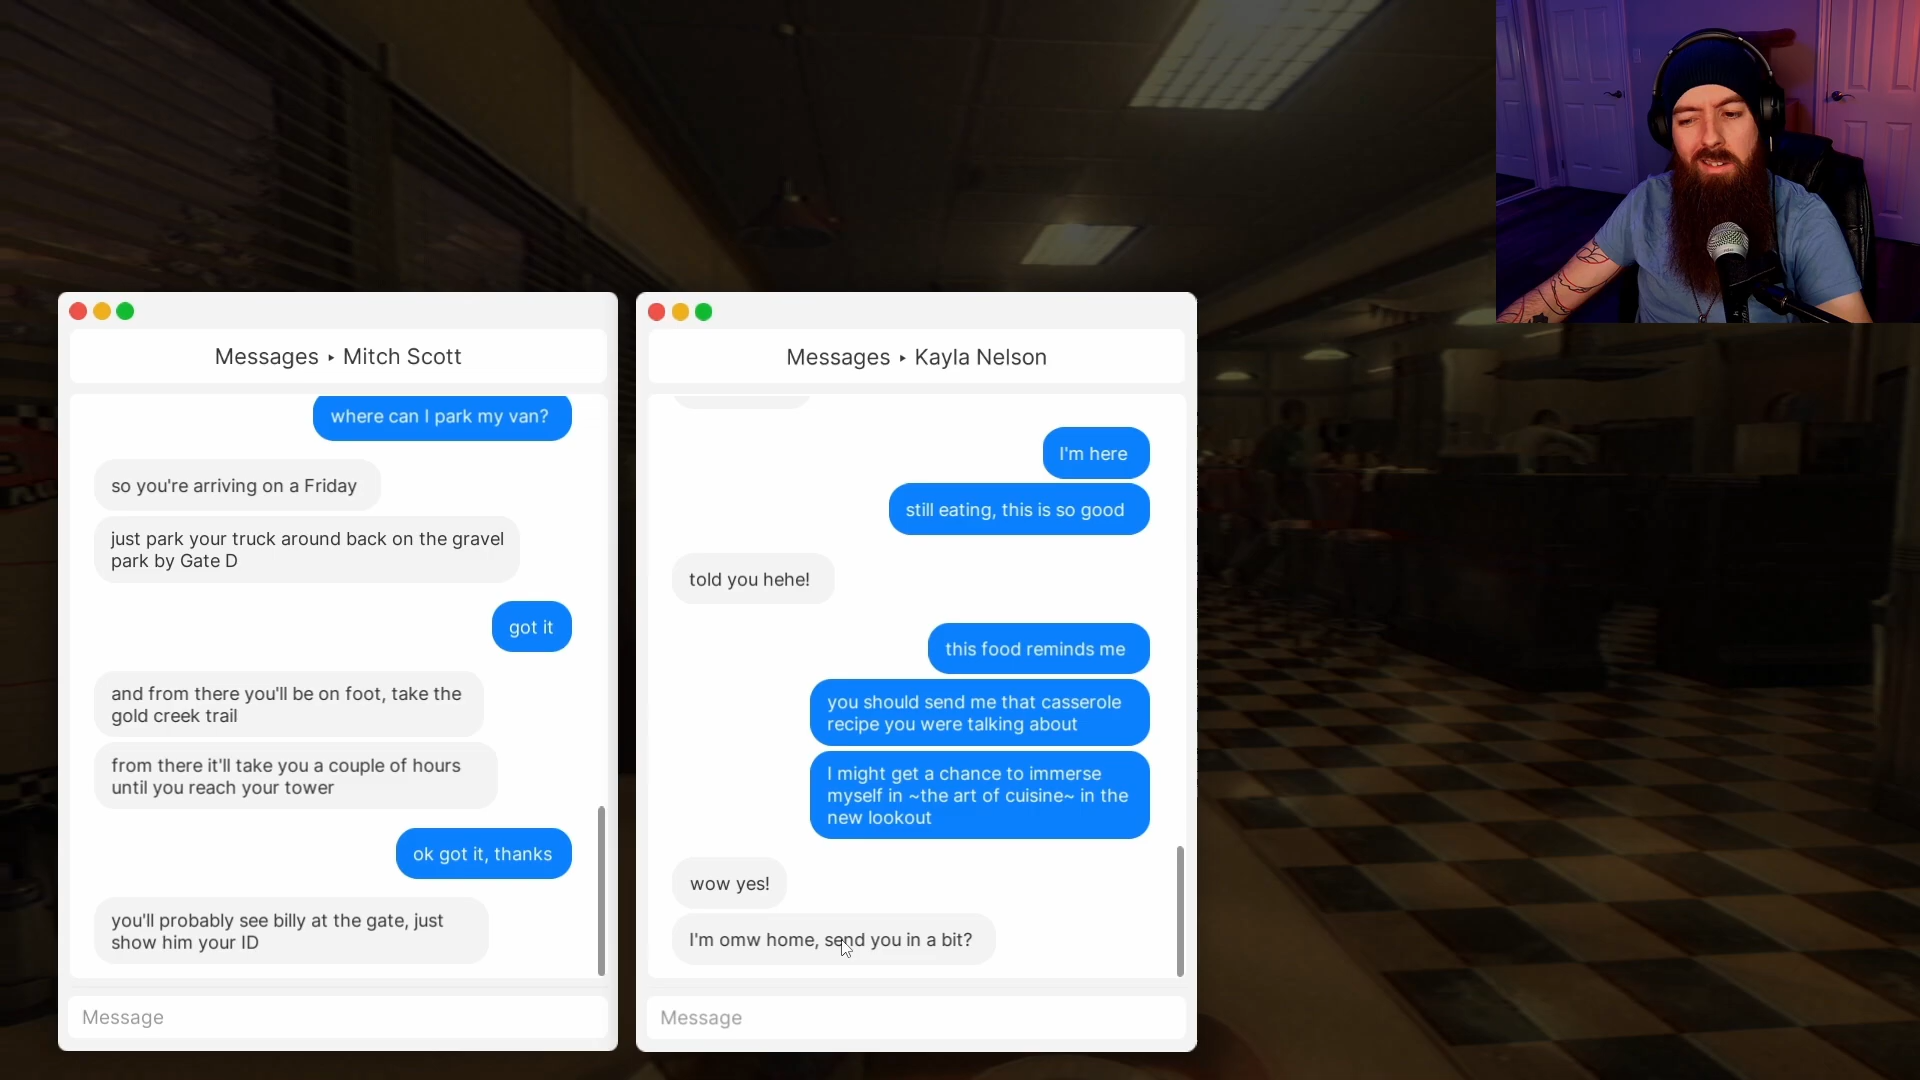 Messages ‣ Mitch Scott
where can I park my van?
so you're arriving on a Friday
just park your truck around back on the gravel
park by Gate D
got it
and from there you'll be on foot, take the
gold creek trail
from there it'll take you a couple of hours
until you reach your tower
ok got it, thanks
you'll probably see billy at the gate, just
show him your ID
Message
Messages ‣ Kayla Nelson
I'm here
still eating, this is so good
told you hehe!
this food reminds me
you should send me that casserole
recipe you were talking about
I might get a chance to immerse
myself in ~the art of cuisine~ in the
new lookout
wow yes!
I'm omw home, send you in a bit?
Message